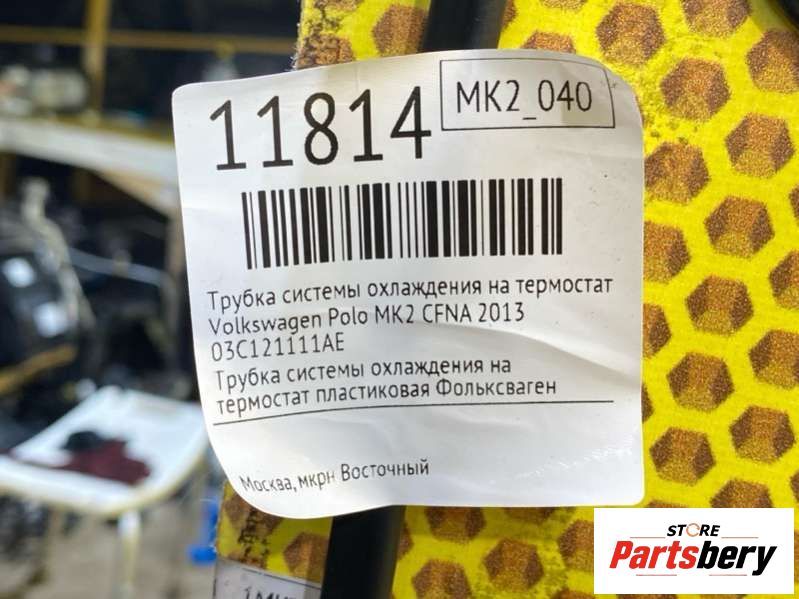 11814
MK2_040
Трубка системы охлаждения на термостат
Volkswagen Polo MK2 CFNA 2013
03C121111AE
Трубка системы охлаждения на
термостат пластиковая Фольксваген
Москва, мкрн Восточный
STORE
Partsbery